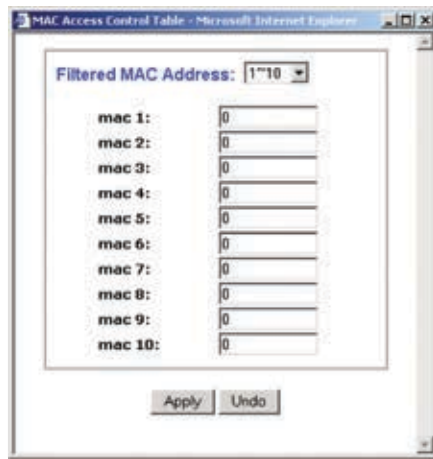 MAC Access Control Table - Microsoft Internet Explorer
Filtered MAC Address: 1~10
mac 1: 0
mac 2: 0
mac 3: 0
mac 4: 0
mac 5: 0
mac 6: 0
mac 7: 0
mac 8: 0
mac 9: 0
mac 10: 0
Apply Undo